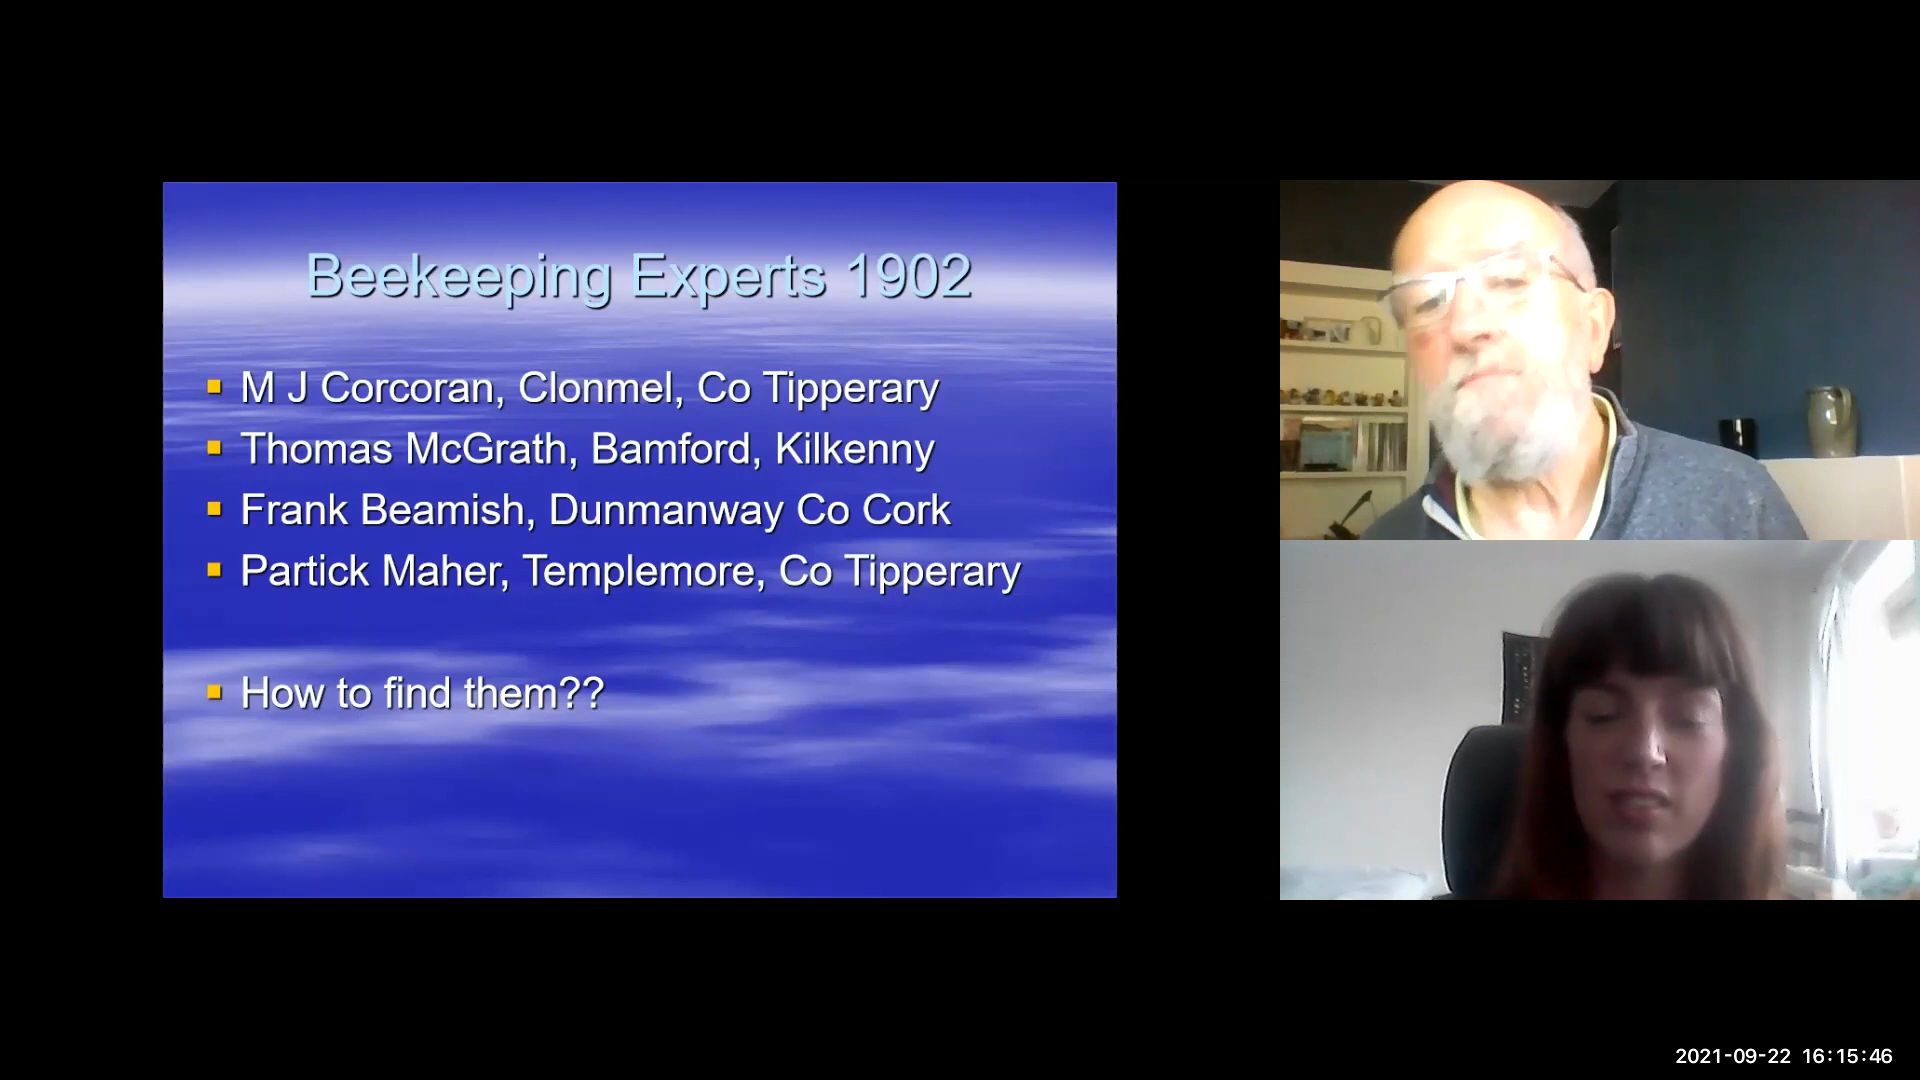 Beekeeping Experts 1902
M J Corcoran, Clonmel, Co Tipperary
Thomas McGrath, Bamford, Kilkenny
Frank Beamish, Dunmanway Co Cork
Partick Maher, Templemore, Co Tipperary
How to find them??
2021-09-22 16:15:46